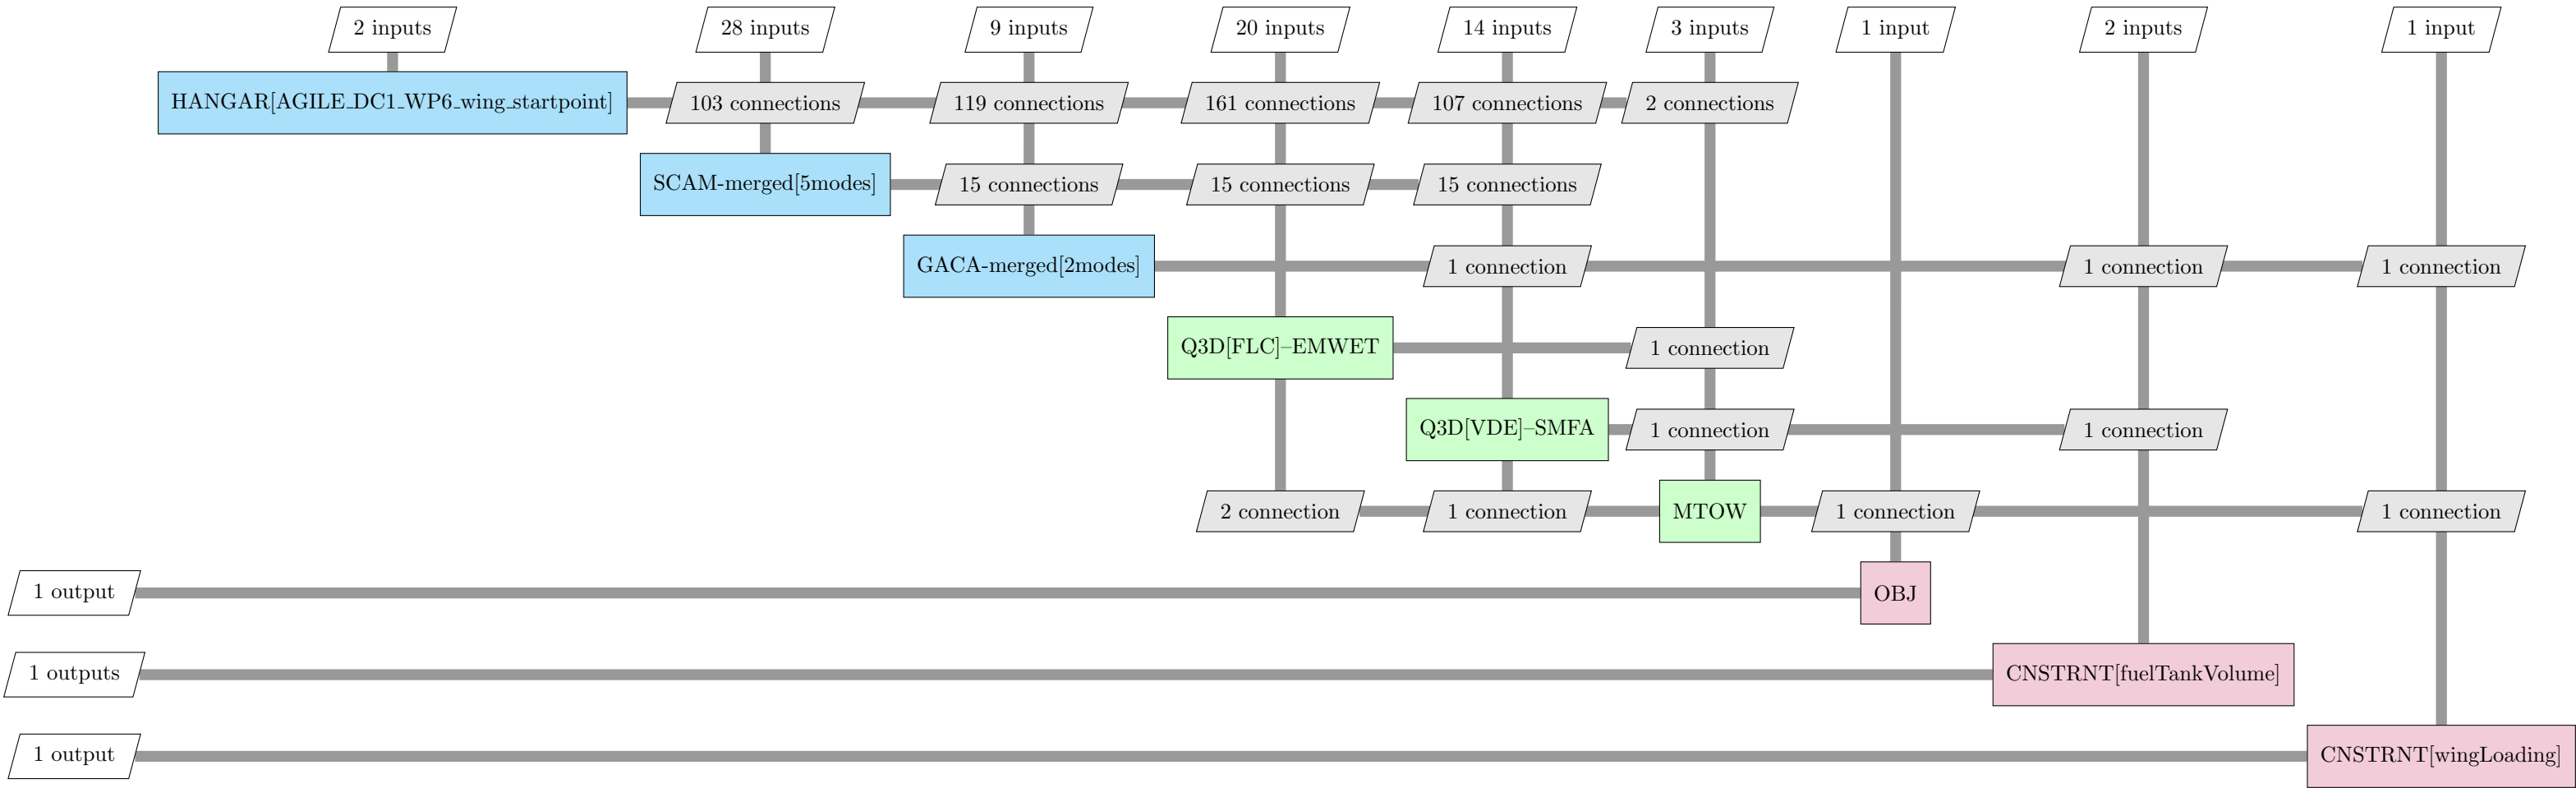 2 inputs
28 inputs
9 inputs
20 inputs
14 inputs
3 inputs
1 input
2 inputs
1 input
HANGAR[AGILE_DC1_WP6_wing_startpoint]
103 connections
119 connections
161 connections
107 connections
2 connections
SCAM-merged[5modes]
15 connections
15 connections
15 connections
GACA-merged[2modes]
1 connection
1 connection
1 connection
Q3D[FLC]–EMWET
1 connection
Q3D[VDE]–SMFA
1 connection
1 connection
2 connection
1 connection
MTOW
1 connection
1 connection
1 output
OBJ
1 outputs
CNSTRNT[fuelTankVolume]
1 output
CNSTRNT[wingLoading]